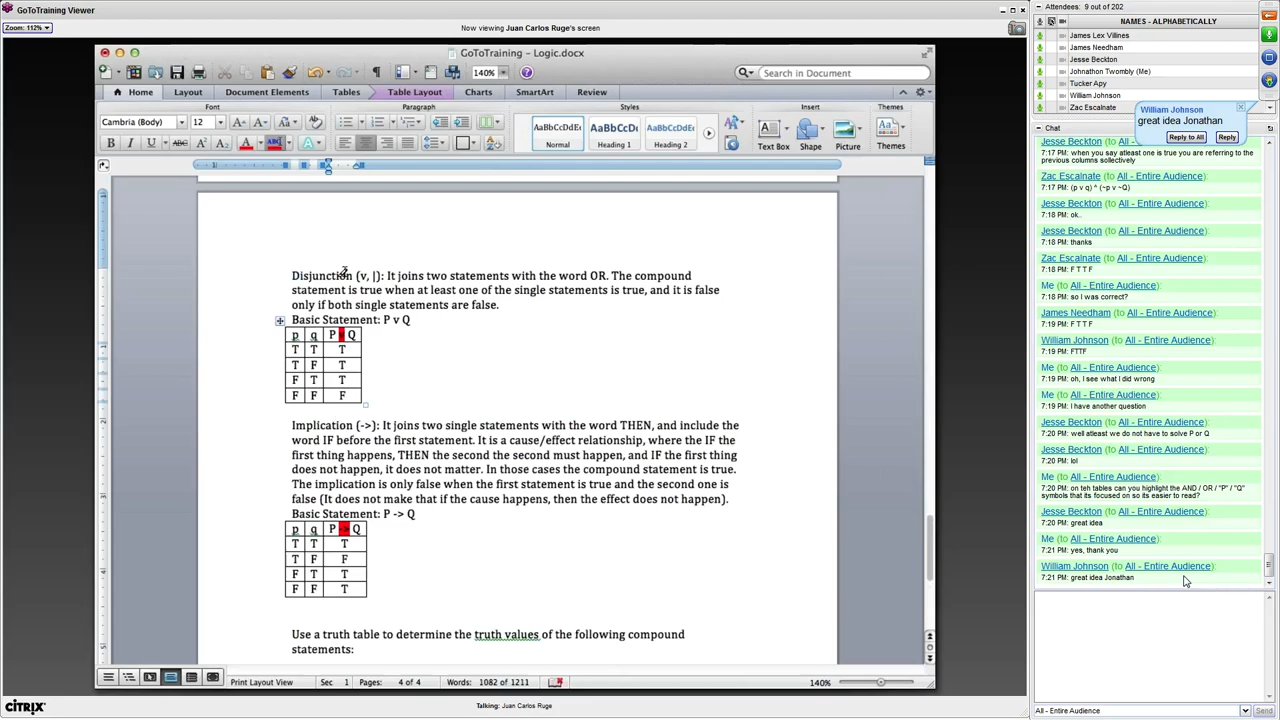 GoToTraining Viewer
Zoom: 112%
Now viewing Juan Carlos Ruge's screen
GoToTraining – Logic.docx
140%
Search in Document
Home Layout Document Elements Tables Table Layout Charts SmartArt Review
Font Paragraph Styles Insert Themes
Cambria (Body) 12
Normal Heading 1 Heading 2 Text Box Shape Picture Themes
Disjunction (v, |): It joins two statements with the word OR. The compound
statement is true when at least one of the single statements is true, and it is false
only if both single statements are false.
Basic Statement: P v Q
p q P v Q
T T T
T F T
F T T
F F F
Implication (->): It joins two single statements with the word THEN, and include the
word IF before the first statement. It is a cause/effect relationship, where the IF the
first thing happens, THEN the second the second must happen, and IF the first thing
does not happen, it does not matter. In those cases the compound statement is true.
The implication is only false when the first statement is true and the second one is
false (It does not make that if the cause happens, then the effect does not happen).
Basic Statement: P -> Q
p q P -> Q
T T T
T F F
F T T
F F T
Use a truth table to determine the truth values of the following compound
statements:
Print Layout View Sec 1 Pages: 4 of 4 Words: 1082 of 1211 140%
CITRIX
Talking: Juan Carlos Ruge
Attendees: 9 out of 202
NAMES - ALPHABETICALLY
James Lex Villines
James Needham
Jesse Beckton
Johnathon Twombly (Me)
Tucker Apy
William Johnson
Zac Escalnate
William Johnson
great idea Jonathan
Reply to All Reply
Chat
Jesse Beckton (to All - Entire Audience):
7:17 PM: when you say atleast one is true you are referring to the
previous columns sollectively
Zac Escalnate (to All - Entire Audience):
7:17 PM: (p v q) ^ (~p v ~Q)
Jesse Beckton (to All - Entire Audience):
7:18 PM: ok..
Jesse Beckton (to All - Entire Audience):
7:18 PM: thanks
Zac Escalnate (to All - Entire Audience):
7:18 PM: F T T F
Me (to All - Entire Audience):
7:18 PM: so I was correct?
James Needham (to All - Entire Audience):
7:19 PM: F T T F
William Johnson (to All - Entire Audience):
7:19 PM: FTTF
Me (to All - Entire Audience):
7:19 PM: oh, I see what I did wrong
Me (to All - Entire Audience):
7:19 PM: I have another question
Jesse Beckton (to All - Entire Audience):
7:20 PM: well atleast we do not have to solve P or Q
Jesse Beckton (to All - Entire Audience):
7:20 PM: lol
Me (to All - Entire Audience):
7:20 PM: on teh tables can you highlight the AND / OR / "P" / "Q"
symbols that its focused on so its easier to read?
Jesse Beckton (to All - Entire Audience):
7:20 PM: great idea
Me (to All - Entire Audience):
7:21 PM: yes, thank you
William Johnson (to All - Entire Audience):
7:21 PM: great idea Jonathan
All - Entire Audience
Send